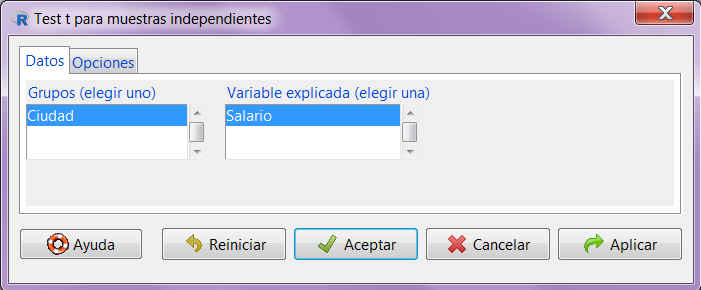 R Test t para muestras independientes
Datos Opciones
Grupos (elegir uno) Variable explicada (elegir una)
Ciudad Salario
Ayuda Reiniciar Aceptar Cancelar Aplicar